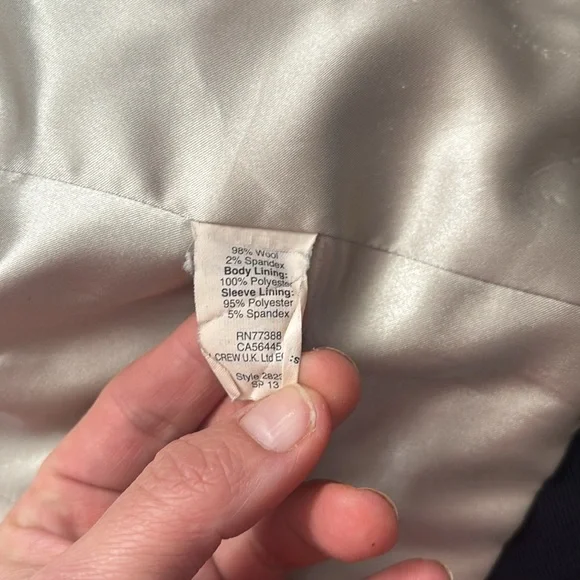 98% Wool
2% Spandex
Body Lining:
100% Polyester
Sleeve Lining:
95% Polyester
5% Spandex
RN77388
CA56445
CREW U.K. Ltd
Style
SP 13